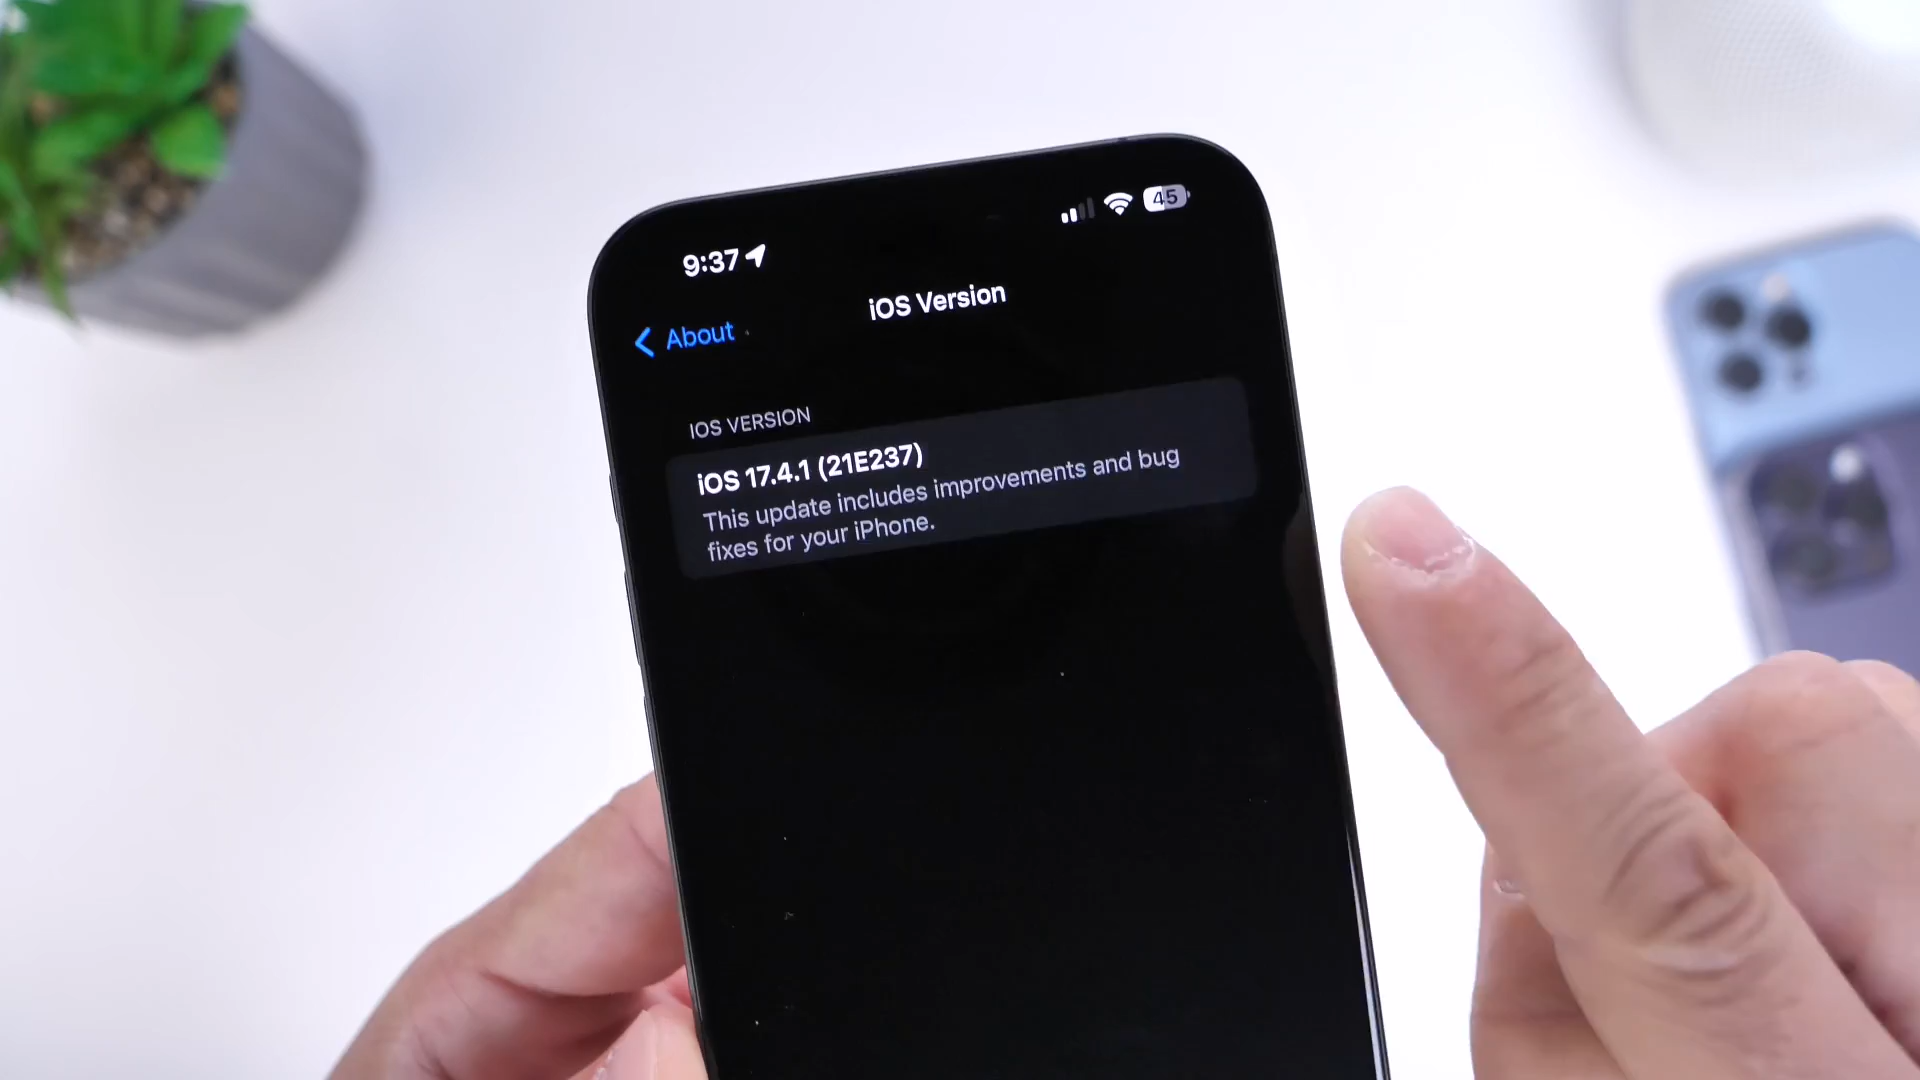 9:37
45
iOS Version
About
IOS VERSION
iOS 17.4.1 (21E237)
This update includes improvements and bug
fixes for your iPhone.